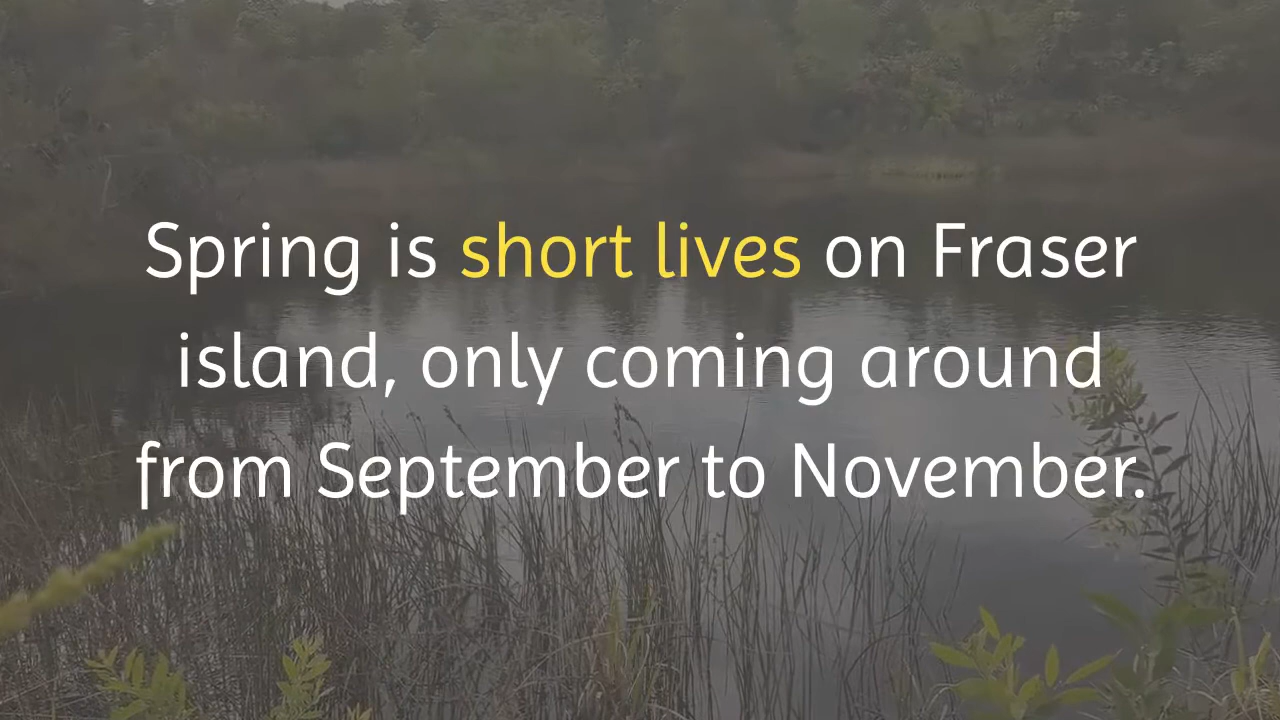 Spring is short lives on Fraser
island, only coming around
from September to November.